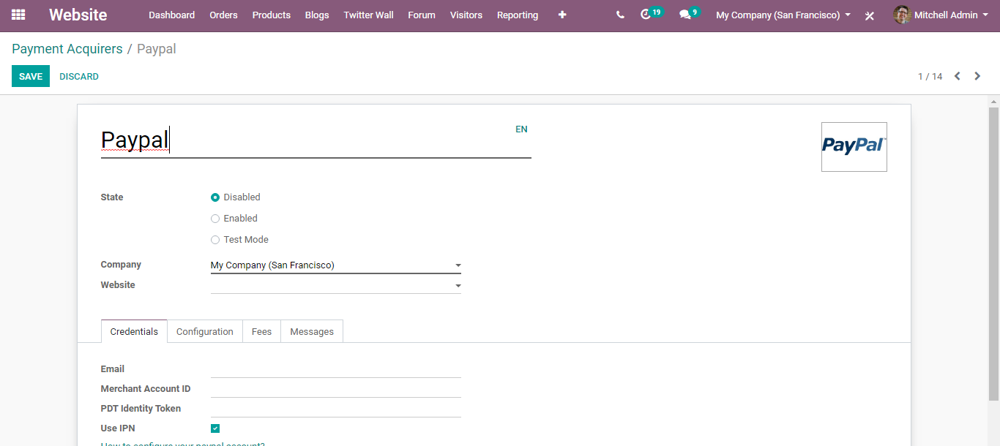 Website Dashboard Orders Products Blogs Twitter Wall Forum Visitors Reporting 19 9 My Company (San Francisco) Mitchell Admin
Payment Acquirers / Paypal
SAVE DISCARD 1 / 14
Paypal EN
PayPal™
State Disabled
Enabled
Test Mode
Company My Company (San Francisco)
Website
Credentials Configuration Fees Messages
Email
Merchant Account ID
PDT Identity Token
Use IPN
How to configure your paypal account?